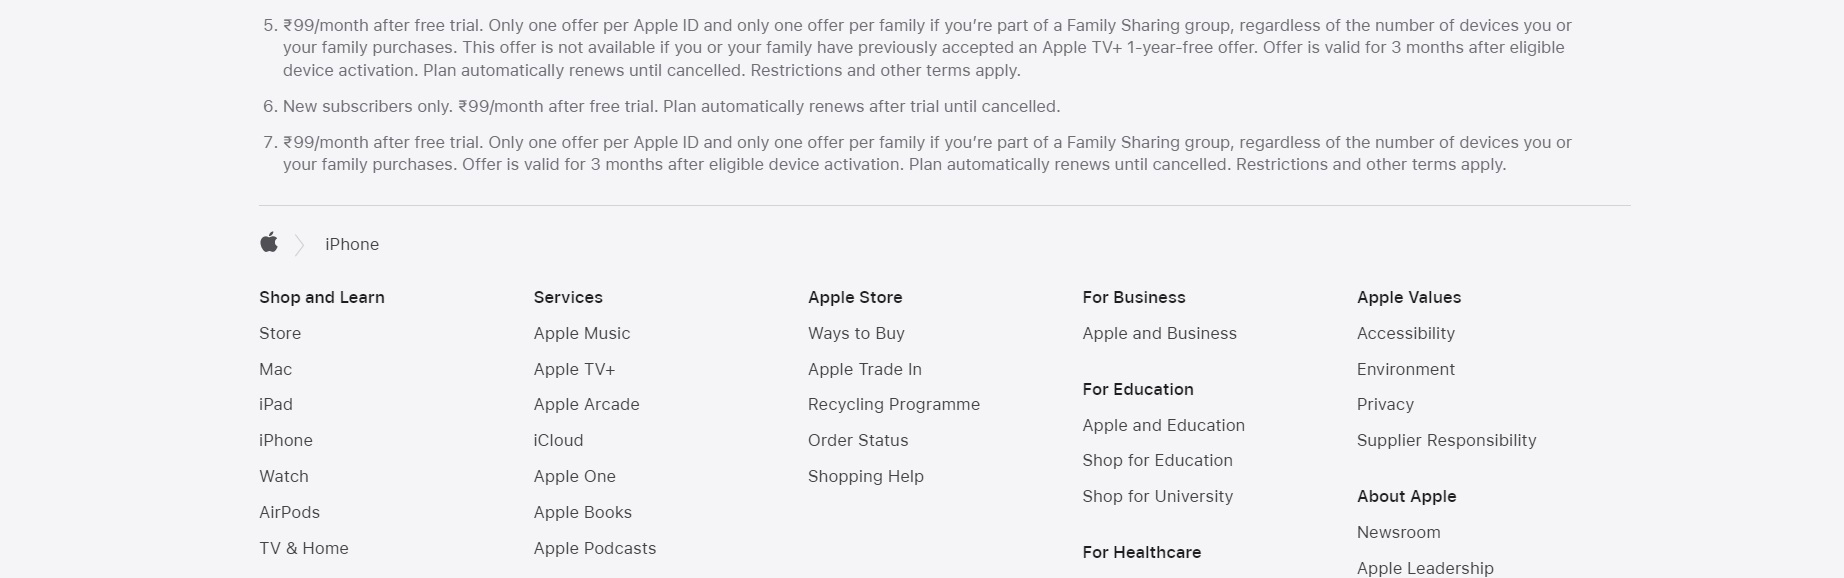 5. ₹99/month after free trial. Only one offer per Apple ID and only one offer per family if you’re part of a Family Sharing group, regardless of the number of devices you or
your family purchases. This offer is not available if you or your family have previously accepted an Apple TV+ 1-year-free offer. Offer is valid for 3 months after eligible
device activation. Plan automatically renews until cancelled. Restrictions and other terms apply.
6. New subscribers only. ₹99/month after free trial. Plan automatically renews after trial until cancelled.
7. ₹99/month after free trial. Only one offer per Apple ID and only one offer per family if you’re part of a Family Sharing group, regardless of the number of devices you or
your family purchases. Offer is valid for 3 months after eligible device activation. Plan automatically renews until cancelled. Restrictions and other terms apply.
iPhone
Shop and Learn
Store
Mac
iPad
iPhone
Watch
AirPods
TV & Home
Services
Apple Music
Apple TV+
Apple Arcade
iCloud
Apple One
Apple Books
Apple Podcasts
Apple Store
Ways to Buy
Apple Trade In
Recycling Programme
Order Status
Shopping Help
For Business
Apple and Business
For Education
Apple and Education
Shop for Education
Shop for University
For Healthcare
Apple Values
Accessibility
Environment
Privacy
Supplier Responsibility
About Apple
Newsroom
Apple Leadership